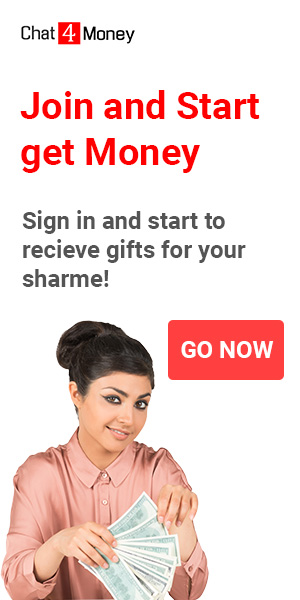 Chat 4 Money
Join and Start
get Money
Sign in and start to
recieve gifts for your
sharme!
GO NOW